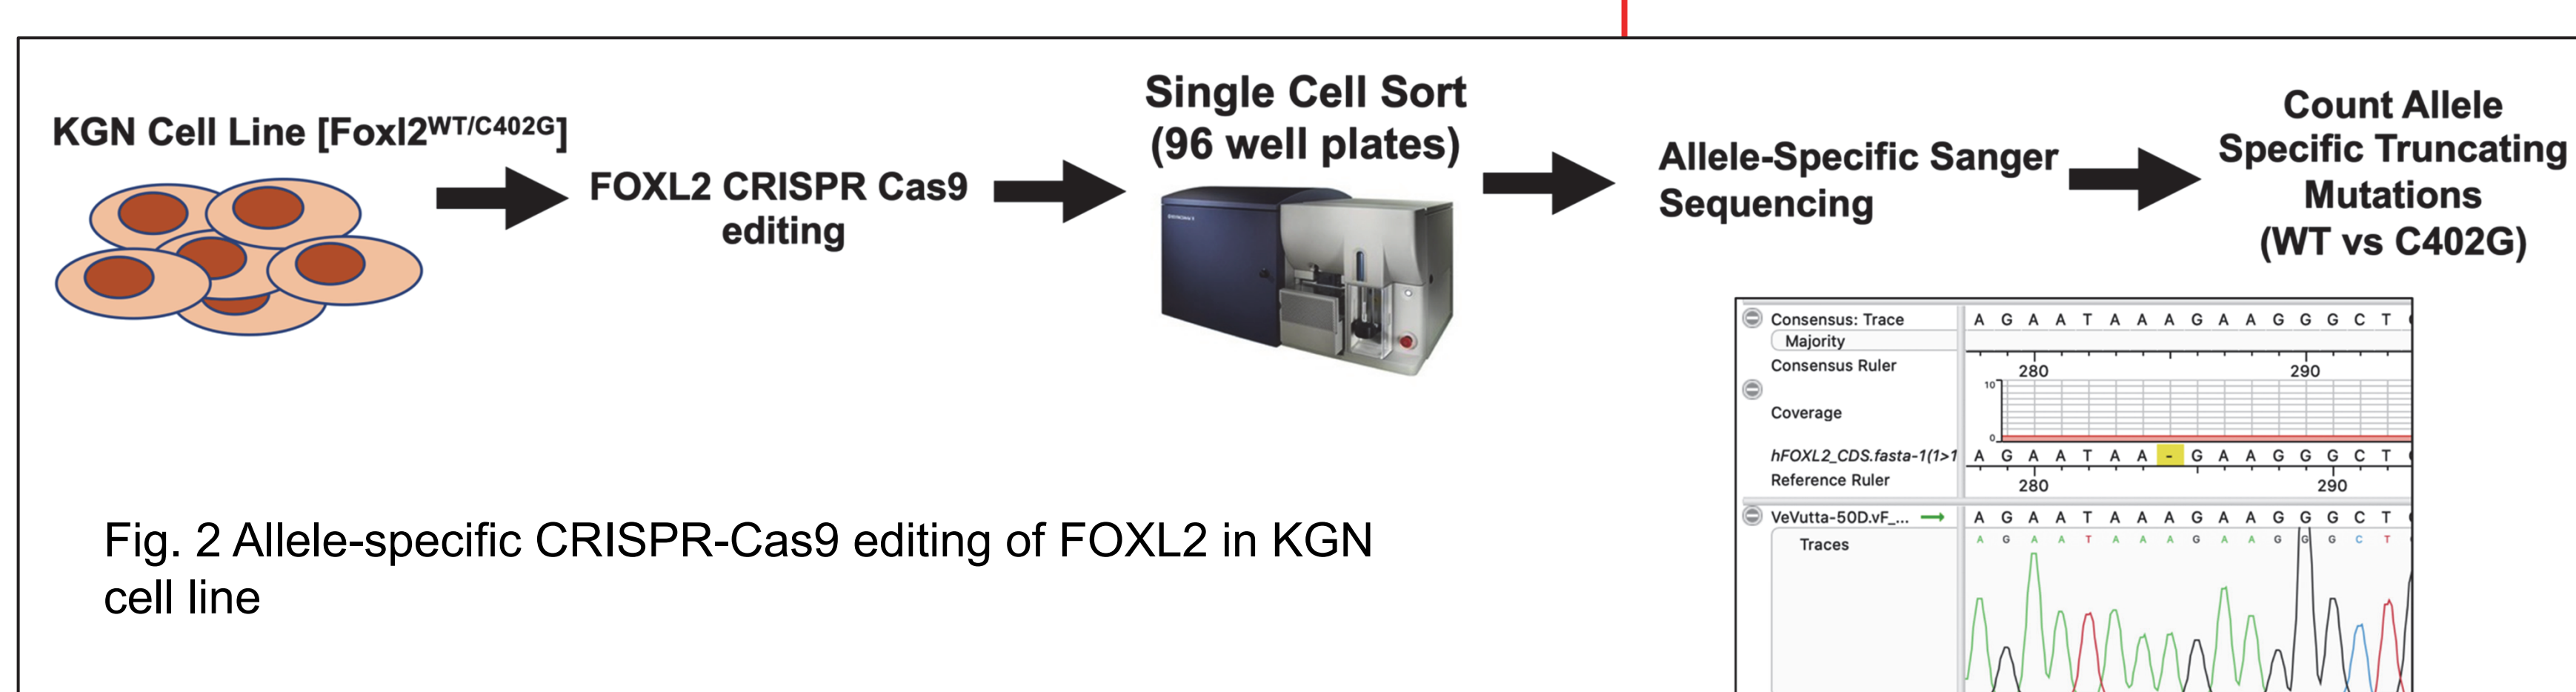 KGN Cell Line [Foxl2WT/C402G]
FOXL2 CRISPR Cas9
editing
Single Cell Sort
(96 well plates)
Allele-Specific Sanger
Sequencing
Count Allele
Specific Truncating
Mutations
(WT vs C402G)
Consensus: Trace A G A A T A A A G A A G G G C T
Majority
Consensus Ruler 280 290
10
Coverage
0
hFOXL2_CDS.fasta-1(1>1 A G A A T A A - G A A G G G C T
Reference Ruler 280 290
VeVutta-50D.vF_... A G A A T A A A G A A G G G C T
Traces A G A A T A A A G A A G G G C T
Fig. 2 Allele-specific CRISPR-Cas9 editing of FOXL2 in KGN
cell line